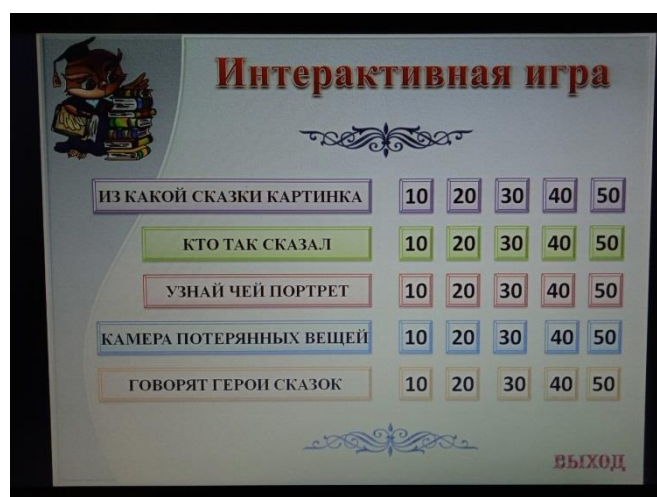 Интерактивная игра
ИЗ КАКОЙ СКАЗКИ КАРТИНКА 10 20 30 40 50
КТО ТАК СКАЗАЛ 10 20 30 40 50
УЗНАЙ ЧЕЙ ПОРТРЕТ 10 20 30 40 50
КАМЕРА ПОТЕРЯННЫХ ВЕЩЕЙ 10 20 30 40 50
ГОВОРЯТ ГЕРОИ СКАЗОК 10 20 30 40 50
ВЫХОД